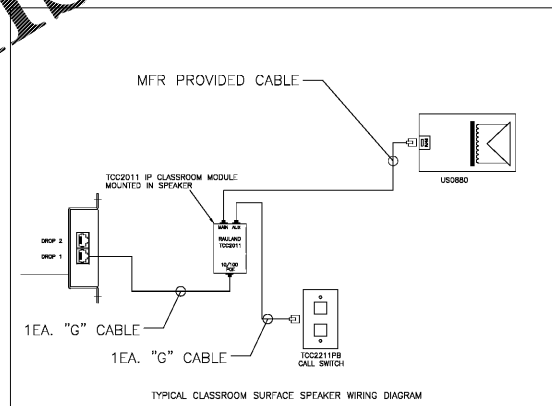 MFR PROVIDED CABLE
US0880
TCC2011 IP CLASSROOM MODULE
MOUNTED IN SPEAKER
MAIN AUX
RAULAND
TCC2011
10/100
POE
DROP 2
DROP 1
1EA. "G" CABLE
1EA. "G" CABLE
TCC2211PB
CALL SWITCH
TYPICAL CLASSROOM SURFACE SPEAKER WIRING DIAGRAM